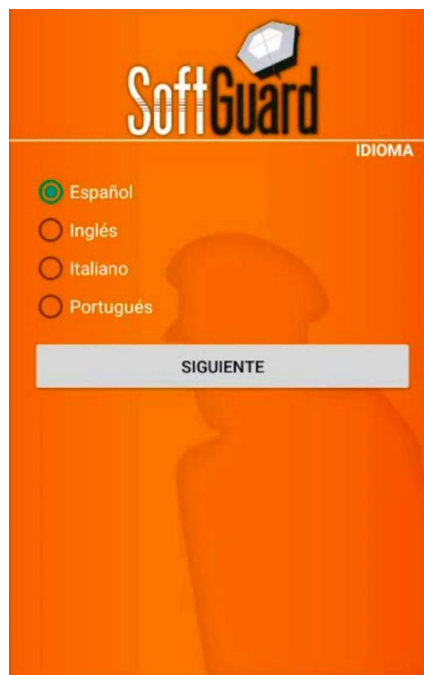 SoftGuard
IDIOMA
Español
Inglés
Italiano
Portugués
SIGUIENTE